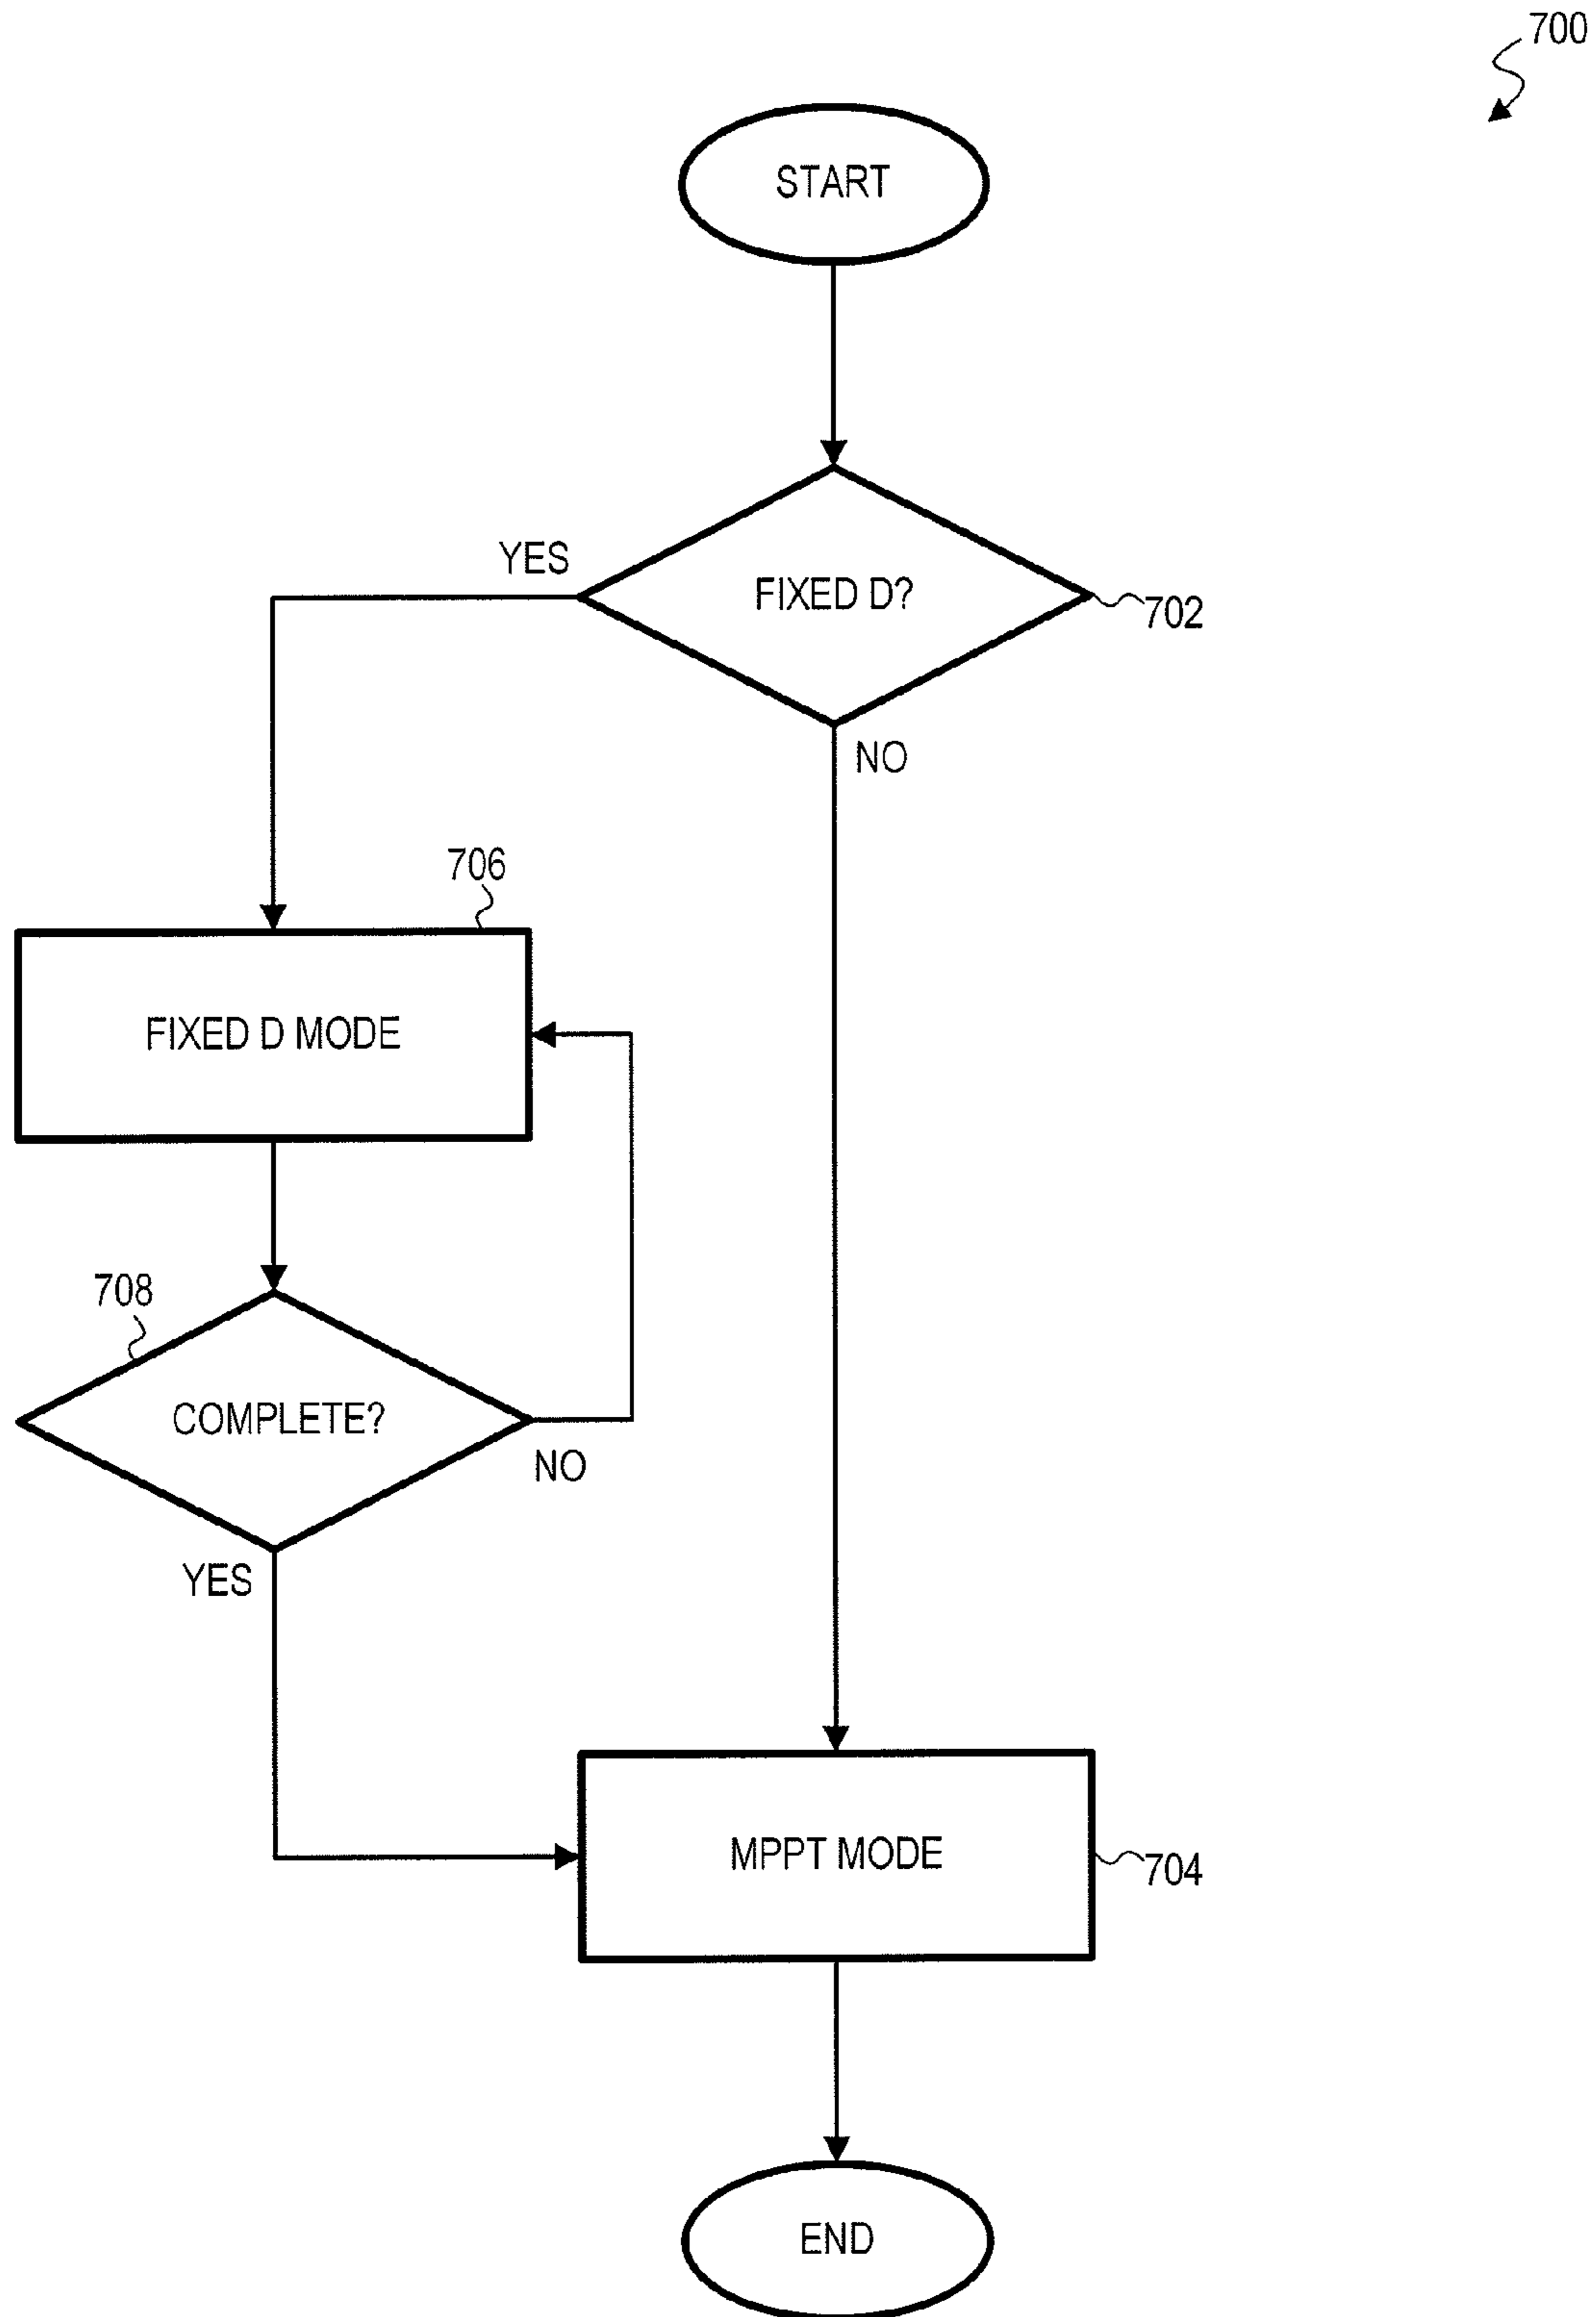 700
START
YES
FIXED D?
702
NO
706
FIXED D MODE
708
COMPLETE?
NO
YES
MPPT MODE
704
END